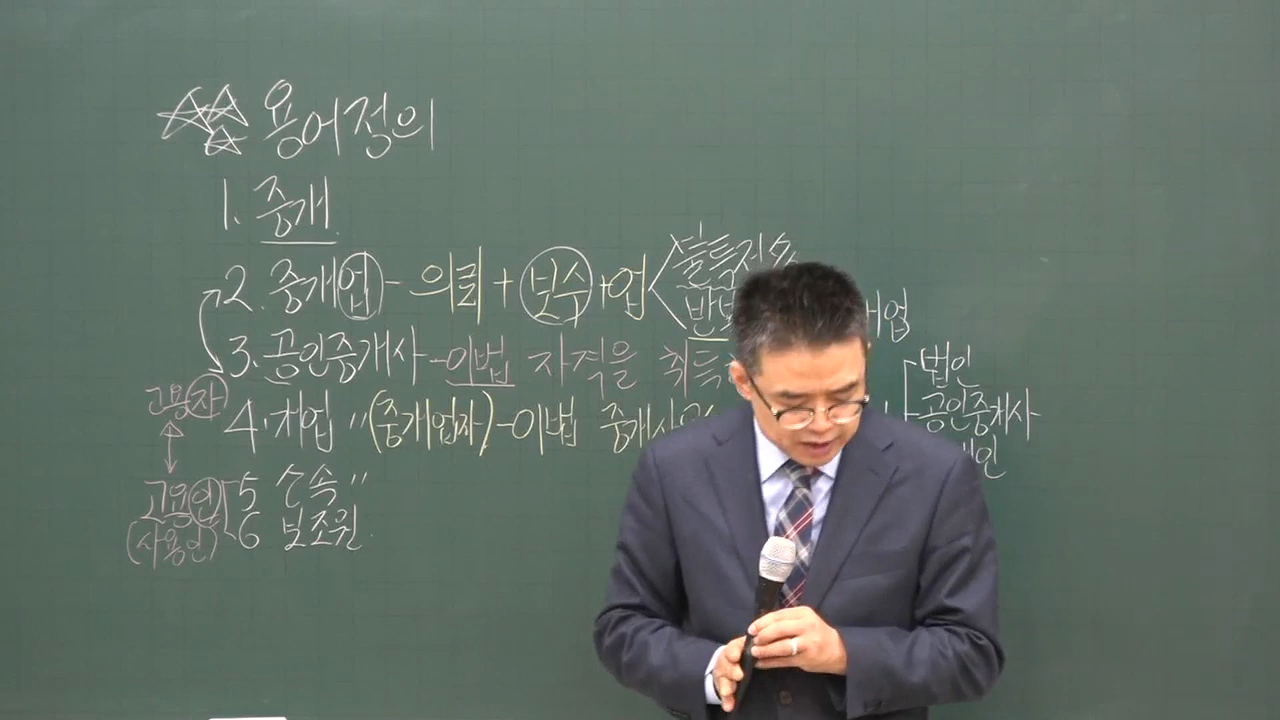 용어정의
1. 중개
2. 중개업 - 의뢰 + 보수 + 업
3. 공인중개사 - 이법 자격을 취득
법인
고용자
4. 개업 〃 (중개업자) - 이법
공인중개사
고용인
5 소속 〃
(사용인)
6 보조원